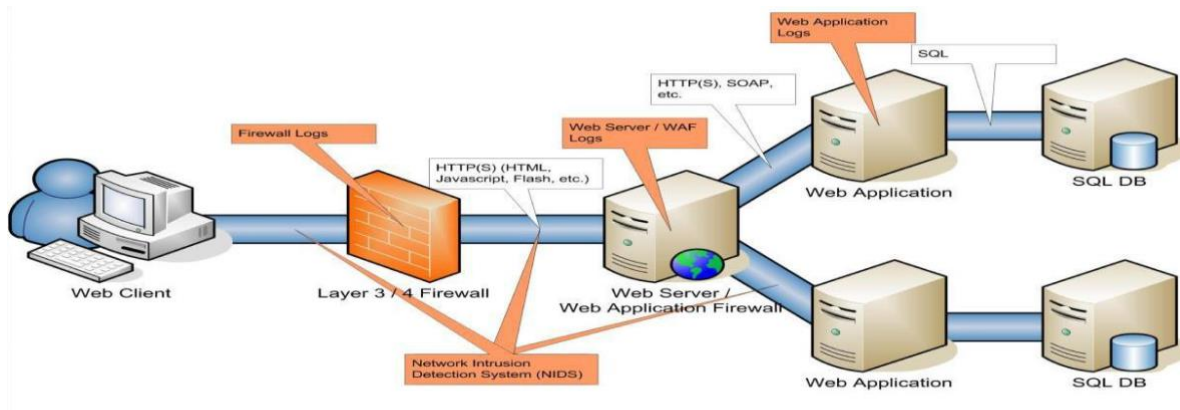 Web Application
Logs
SQL
HTTP(S), SOAP,
etc.
Firewall Logs
Web Server / WAF
Logs
HTTP(S) (HTML,
Javascript, Flash, etc.)
Web Application
SQL DB
Web Client
Layer 3 / 4 Firewall
Web Server /
Web Application Firewall
Network Intrusion
Detection System (NIDS)
Web Application
SQL DB